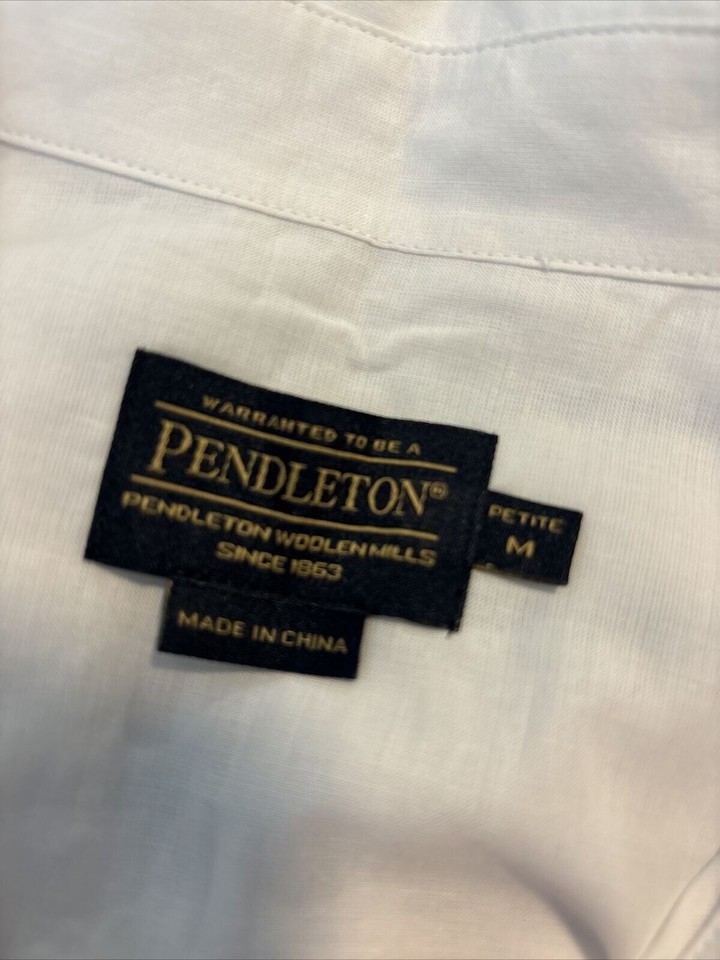 WARRANTED TO BE A
PENDLETON®
PENDLETON WOOLEN MILLS
SINCE 1863
PETITE
M
MADE IN CHINA